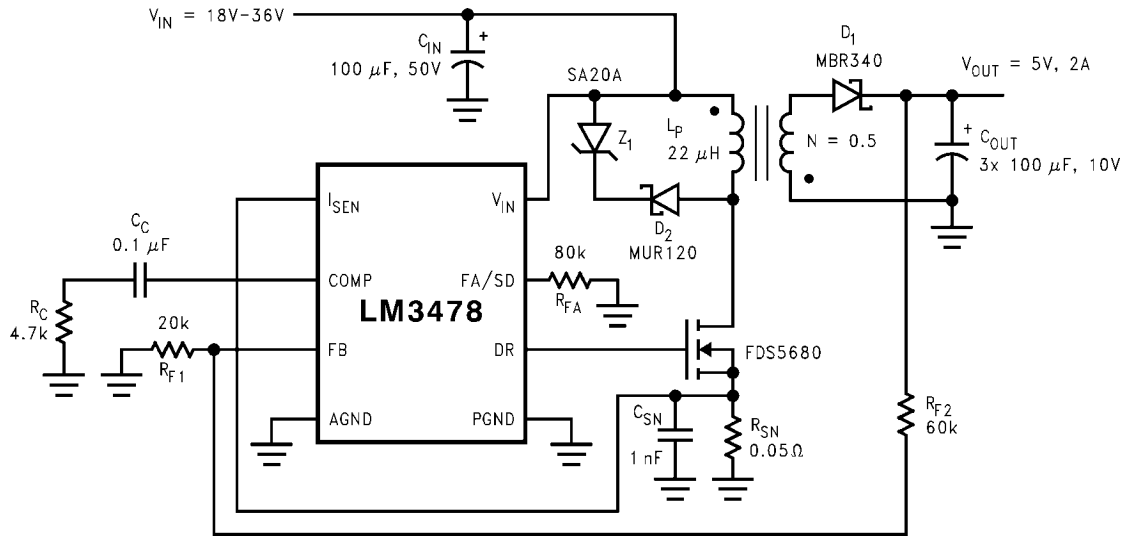 V_IN = 18V-36V
C_IN
+
100 μF, 50V
SA20A
Z_1
L_P
22 μH
N = 0.5
D_1
MBR340
V_OUT = 5V, 2A
+
C_OUT
3x 100 μF, 10V
D_2
MUR120
C_C
0.1 μF
R_C
4.7k
20k
R_F1
I_SEN
COMP
FB
AGND
LM3478
V_IN
FA/SD
DR
PGND
80k
R_FA
FDS5680
C_SN
1 nF
R_SN
0.05Ω
R_F2
60k